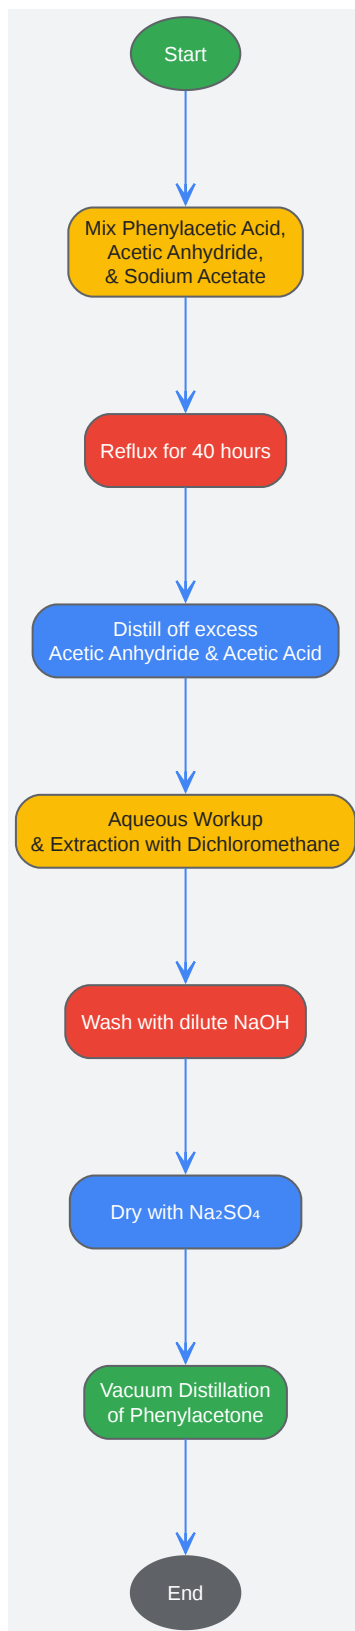 Start
Mix Phenylacetic Acid,
Acetic Anhydride,
& Sodium Acetate
Reflux for 40 hours
Distill off excess
Acetic Anhydride & Acetic Acid
Aqueous Workup
& Extraction with Dichloromethane
Wash with dilute NaOH
Dry with Na₂SO₄
Vacuum Distillation
of Phenylacetone
End